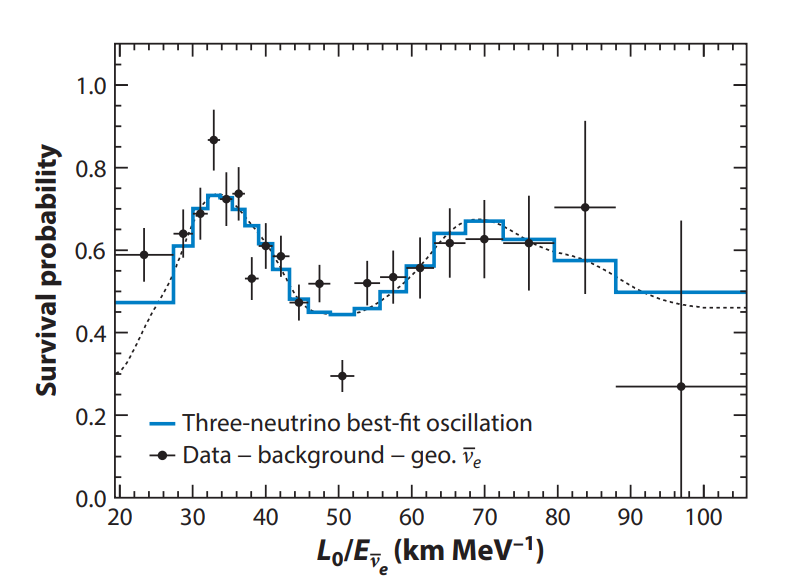 Survival probability
1.0
0.8
0.6
0.4
0.2
0.0
Three-neutrino best-fit oscillation
Data – background – geo. ν̅ₑ
20 30 40 50 60 70 80 90 100
L₀/E_ν̅ₑ (km MeV⁻¹)